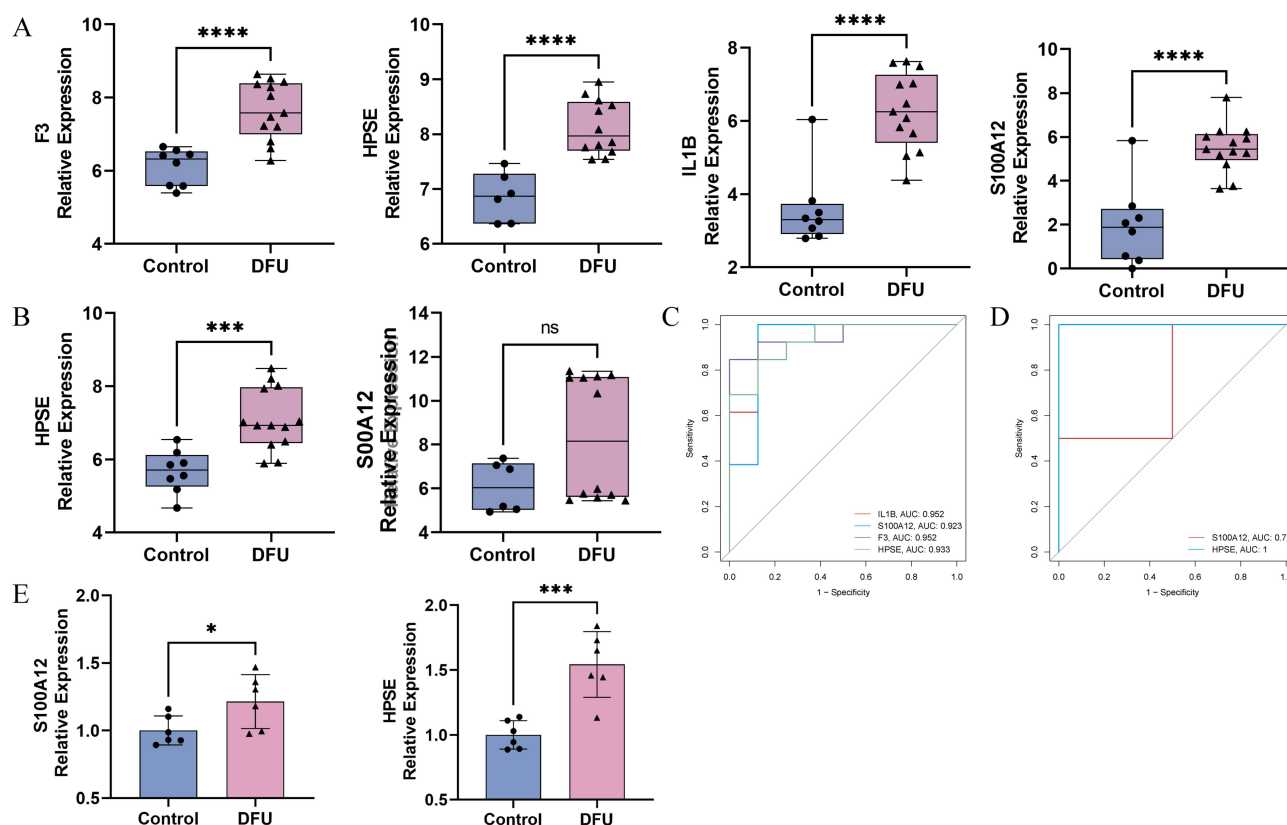 A
F3
Relative Expression
10
8
6
4
****
Control
DFU
HPSE
Relative Expression
10
9
8
7
6
****
Control
DFU
IL1B
Relative Expression
8
6
4
2
****
Control
DFU
S100A12
Relative Expression
10
8
6
4
2
0
****
Control
DFU
B
HPSE
Relative Expression
10
8
6
4
***
Control
DFU
S00A12
Relative Expression
Relative Expression
14
12
10
8
6
4
ns
Control
DFU
C
Sensitivity
1.0
0.8
0.6
0.4
0.2
0.0
IL1B, AUC: 0.952
S100A12, AUC: 0.923
F3, AUC: 0.952
HPSE, AUC: 0.933
0.0 0.2 0.4 0.6 0.8 1.0
1 − Specificity
D
Sensitivity
1.0
0.8
0.6
0.4
0.2
0.0
S100A12, AUC: 0.7
HPSE, AUC: 1
0.0 0.2 0.4 0.6 0.8 1.0
1 − Specificity
E
S100A12
Relative Expression
2.0
1.5
1.0
0.5
*
Control
DFU
HPSE
Relative Expression
2.0
1.5
1.0
0.5
***
Control
DFU